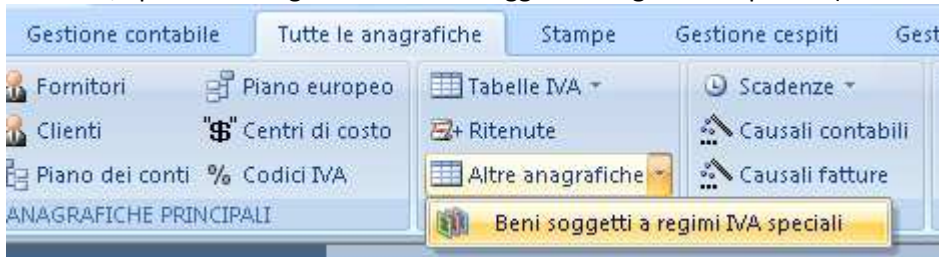 Gestione contabile Tutte le anagrafiche Stampe Gestione cespiti Gest
Fornitori Piano europeo Tabelle IVA Scadenze
Clienti "$" Centri di costo Ritenute Causali contabili
Piano dei conti % Codici IVA Altre anagrafiche Causali fatture
ANAGRAFICHE PRINCIPALI
Beni soggetti a regimi IVA speciali